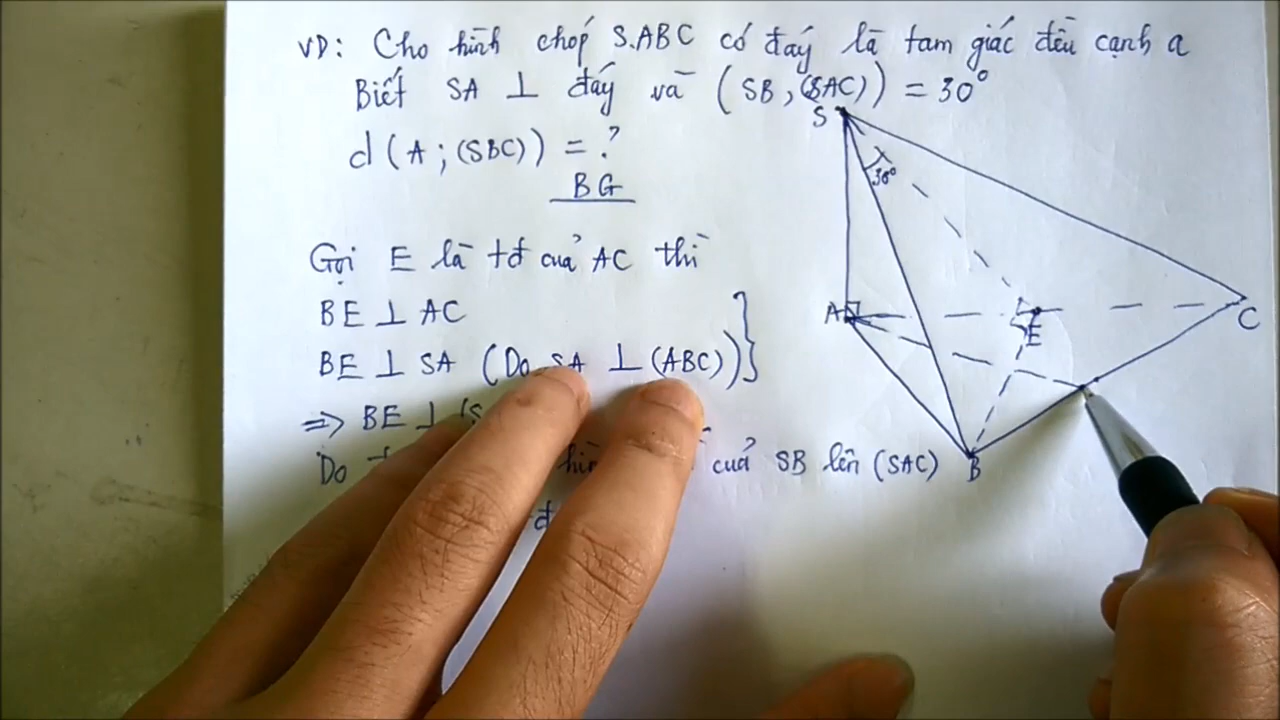 VD: Cho hình chóp S.ABC có đáy là tam giác đều cạnh a
Biết SA ⊥ đáy và (SB, (SAC)) = 30°
d(A; (SBC)) = ?
BG
Gọi E là tđ của AC thì
BE ⊥ AC
BE ⊥ SA (Do SA ⊥ (ABC))}
=> BE ⊥ (S
Do
của SB lên (SAC)
S
30°
A
E
C
B